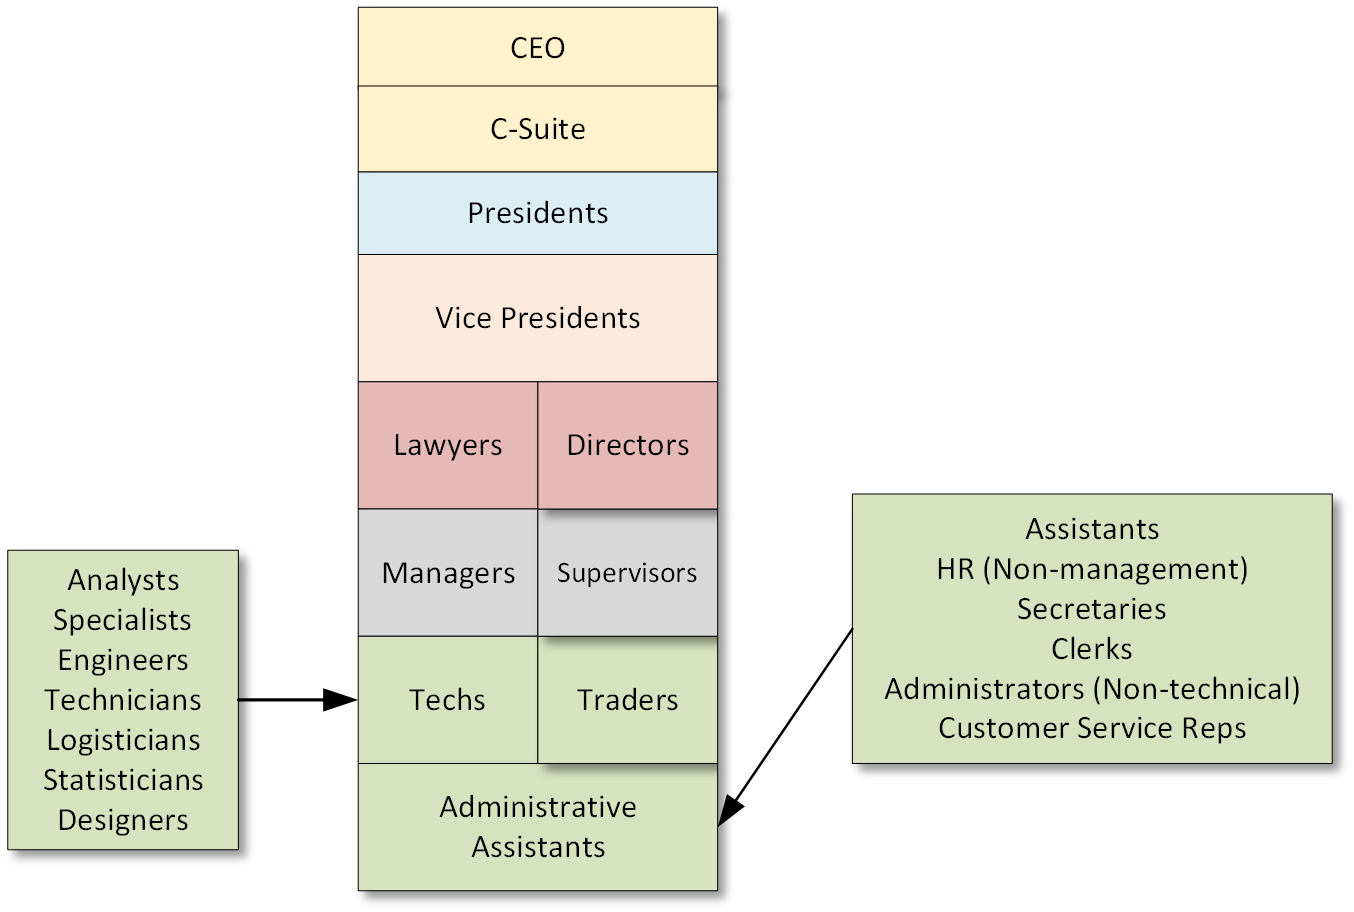 CEO
C-Suite
Presidents
Vice Presidents
Lawyers
Directors
Managers
Supervisors
Techs
Traders
Administrative
Assistants
Analysts
Specialists
Engineers
Technicians
Logisticians
Statisticians
Designers
Assistants
HR (Non-management)
Secretaries
Clerks
Administrators (Non-technical)
Customer Service Reps